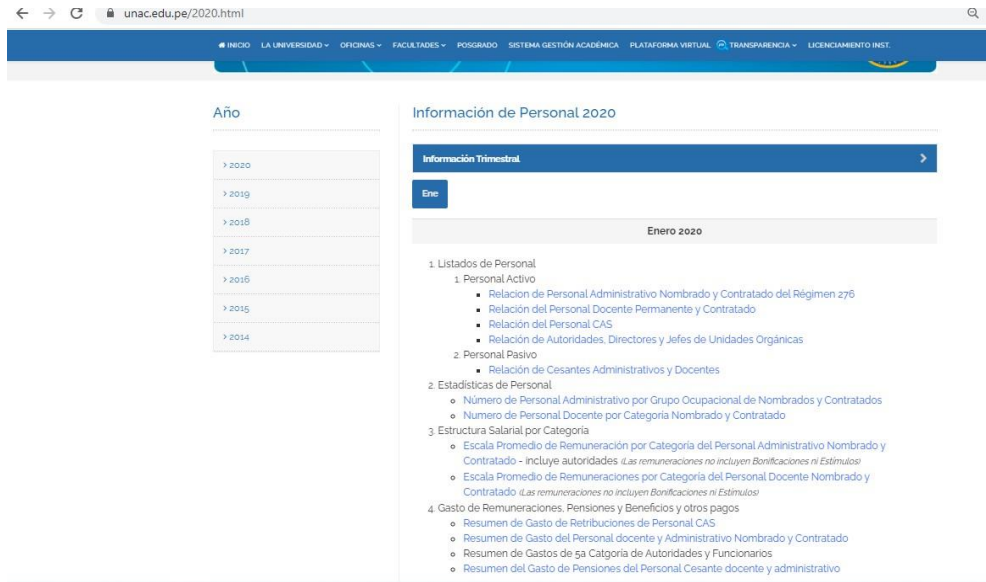 unac.edu.pe/2020.html
INICIO LA UNIVERSIDAD OFICINAS FACULTADES POSGRADO SISTEMA GESTIÓN ACADÉMICA PLATAFORMA VIRTUAL TRANSPARENCIA LICENCIAMIENTO INST.
Año
> 2020
> 2019
> 2018
> 2017
> 2016
> 2015
> 2014
Información de Personal 2020
Información Trimestral
Ene
Enero 2020
1. Listados de Personal
1. Personal Activo
Relacion de Personal Administrativo Nombrado y Contratado del Régimen 276
Relación del Personal Docente Permanente y Contratado
Relación del Personal CAS
Relación de Autoridades, Directores y Jefes de Unidades Orgánicas
2. Personal Pasivo
Relación de Cesantes Administrativos y Docentes
2. Estadísticas de Personal
Número de Personal Administrativo por Grupo Ocupacional de Nombrados y Contratados
Numero de Personal Docente por Categoría Nombrado y Contratado
3. Estructura Salarial por Categoría
Escala Promedio de Remuneración por Categoría del Personal Administrativo Nombrado y
Contratado - incluye autoridades (Las remuneraciones no incluyen Bonificaciones ni Estímulos)
Escala Promedio de Remuneraciones por Categoría del Personal Docente Nombrado y
Contratado (Las remuneraciones no incluyen Bonificaciones ni Estímulos)
4. Gasto de Remuneraciones, Pensiones y Beneficios y otros pagos
Resumen de Gasto de Retribuciones de Personal CAS
Resumen de Gasto del Personal docente y Administrativo Nombrado y Contratado
Resumen de Gastos de 5a Catgoría de Autoridades y Funcionarios
Resumen del Gasto de Pensiones del Personal Cesante docente y administrativo